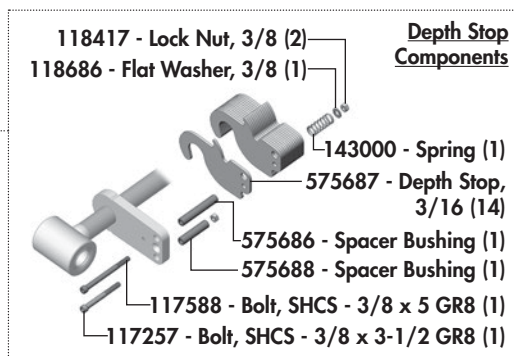 Depth Stop
Components
118417 - Lock Nut, 3/8 (2)
118686 - Flat Washer, 3/8 (1)
143000 - Spring (1)
575687 - Depth Stop,
3/16 (14)
575686 - Spacer Bushing (1)
575688 - Spacer Bushing (1)
117588 - Bolt, SHCS - 3/8 x 5 GR8 (1)
117257 - Bolt, SHCS - 3/8 x 3-1/2 GR8 (1)